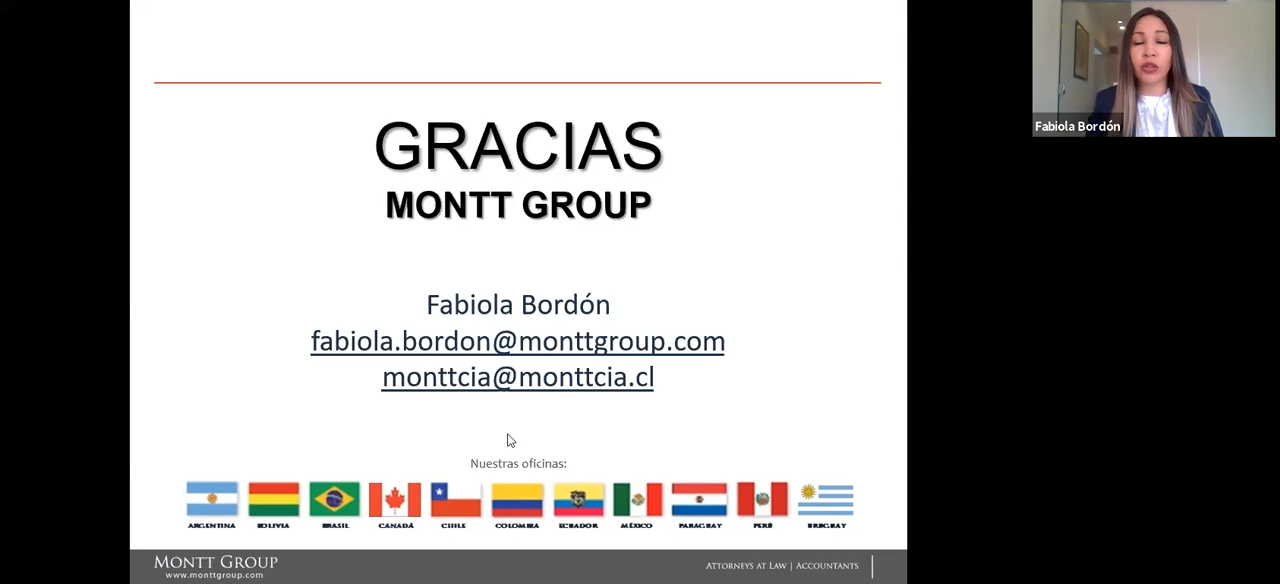 GRACIAS
MONTT GROUP
Fabiola Bordón
fabiola.bordon@monttgroup.com
monttcia@monttcia.cl
Nuestras oficinas:
ARGENTINA BOLIVIA BRASIL CANADÁ CHILE COLOMBIA ECUADOR MÉXICO PARAGUAY PERÚ URUGUAY
MONTT GROUP
www.monttgroup.com
ATTORNEYS AT LAW | ACCOUNTANTS
Fabiola Bordón